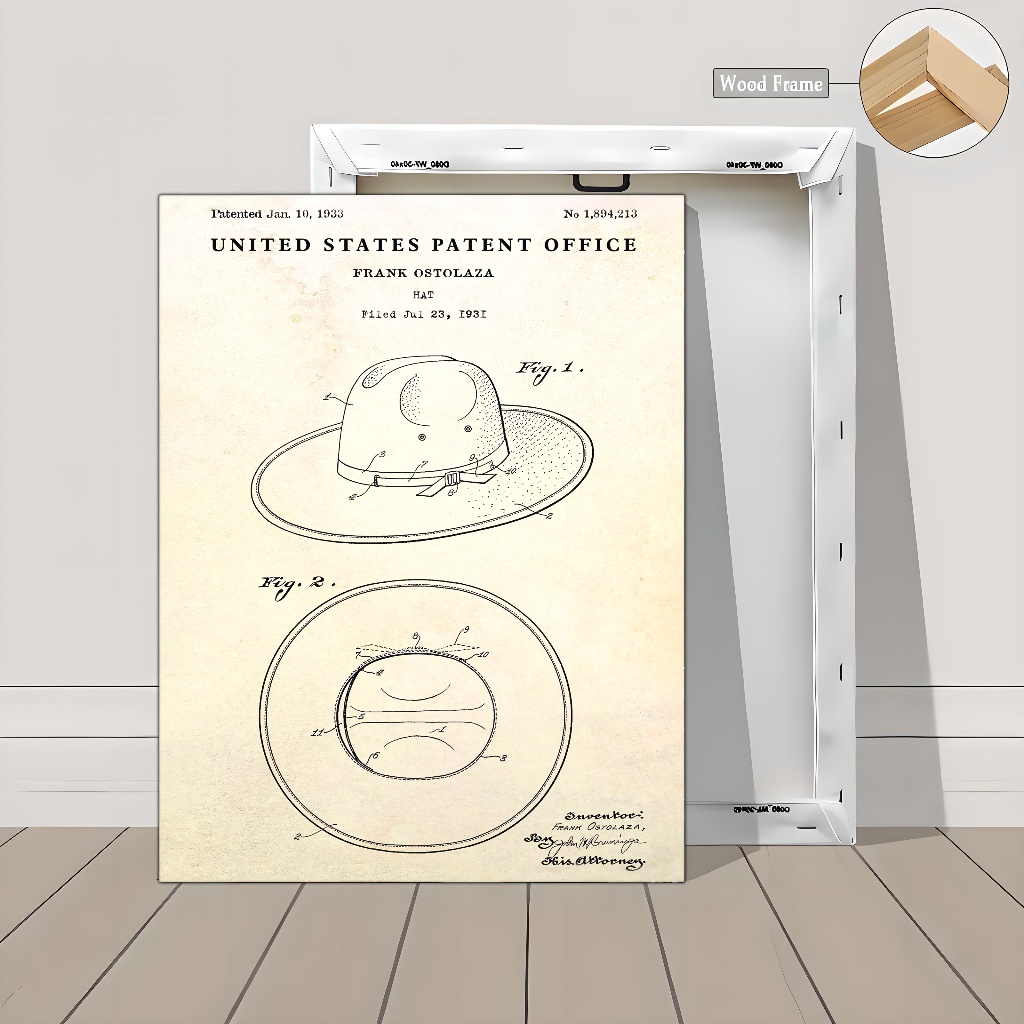 Wood Frame
Patented Jan. 10, 1933
No 1,894,213
UNITED STATES PATENT OFFICE
FRANK OSTOLAZA
HAT
Filed Jul 23, 1931
Fig. 1.
1
3
7
9
10
4
8
2
Fig. 2.
8
9
7
10
4
5
11
1
6
3
2
Inventor:
FRANK OSTOLAZA,
By
His Attorney.